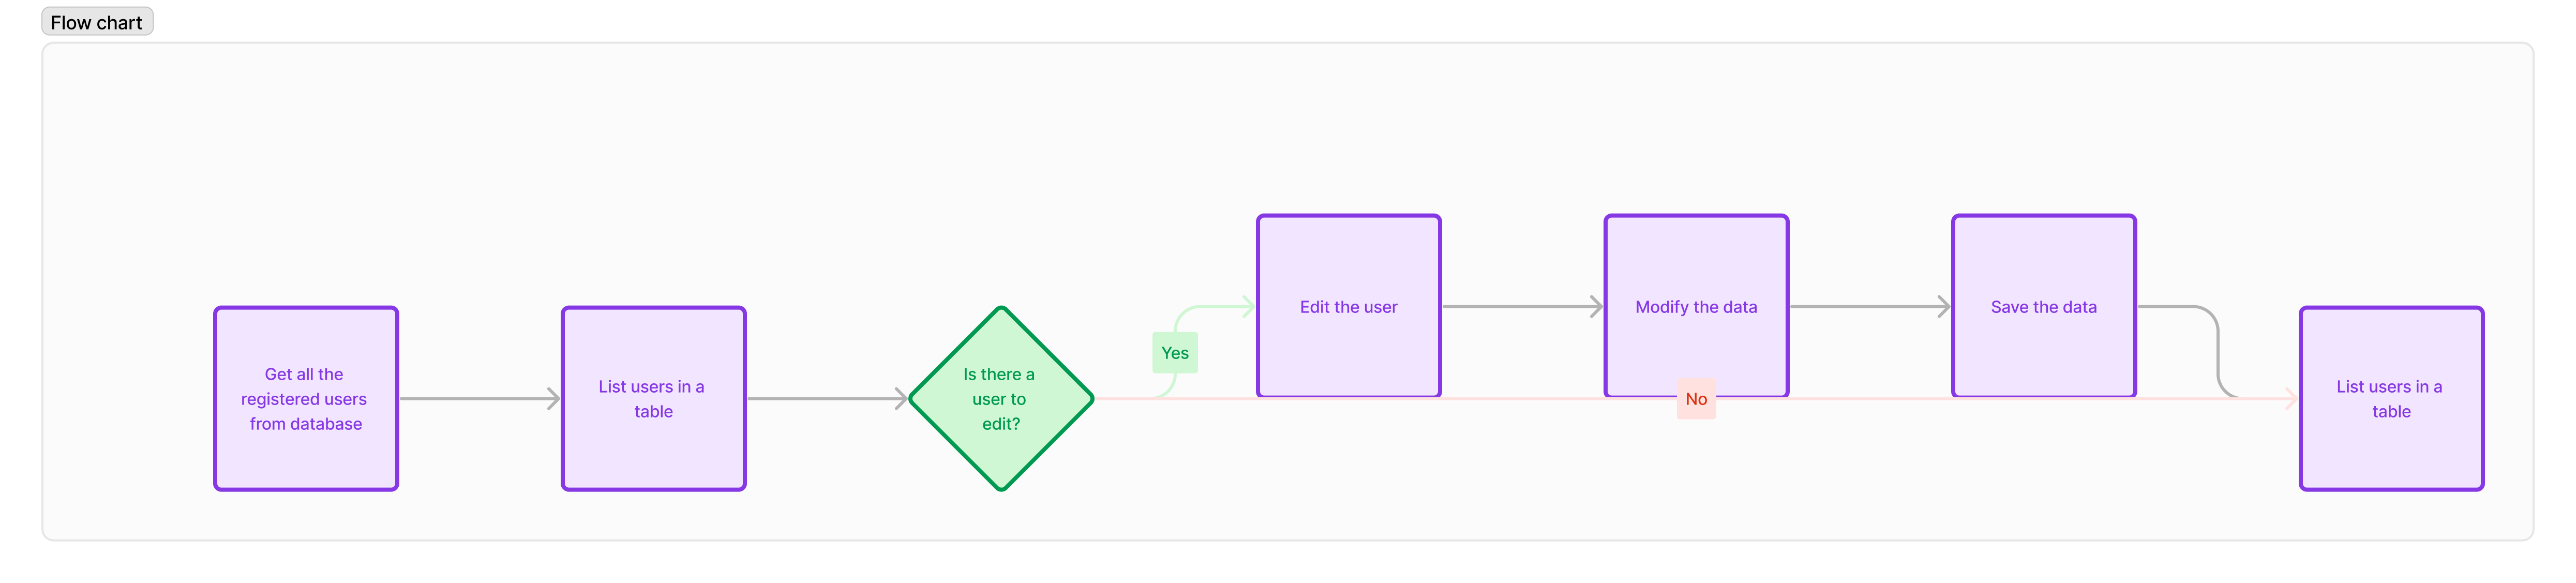 Flow chart
Get all the
registered users
from database
List users in a
table
Is there a
user to
edit?
Yes
Edit the user
Modify the data
No
Save the data
List users in a
table